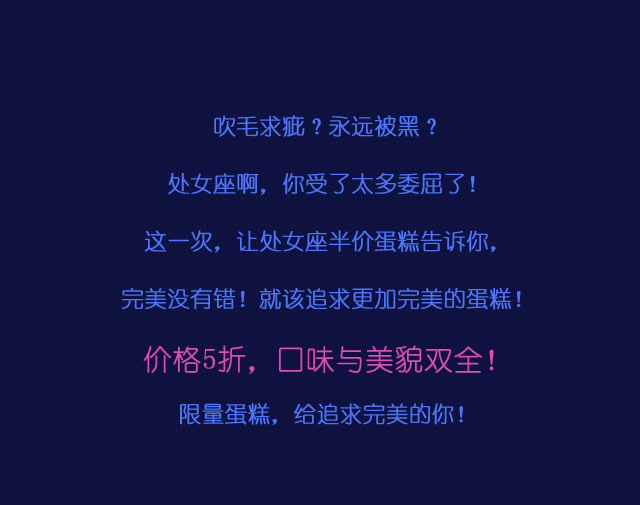 吹毛求疵？永远被黑？
处女座啊，你受了太多委屈了！
这一次，让处女座半价蛋糕告诉你，
完美没有错！就该追求更加完美的蛋糕！
价格5折，口味与美貌双全！
限量蛋糕，给追求完美的你！